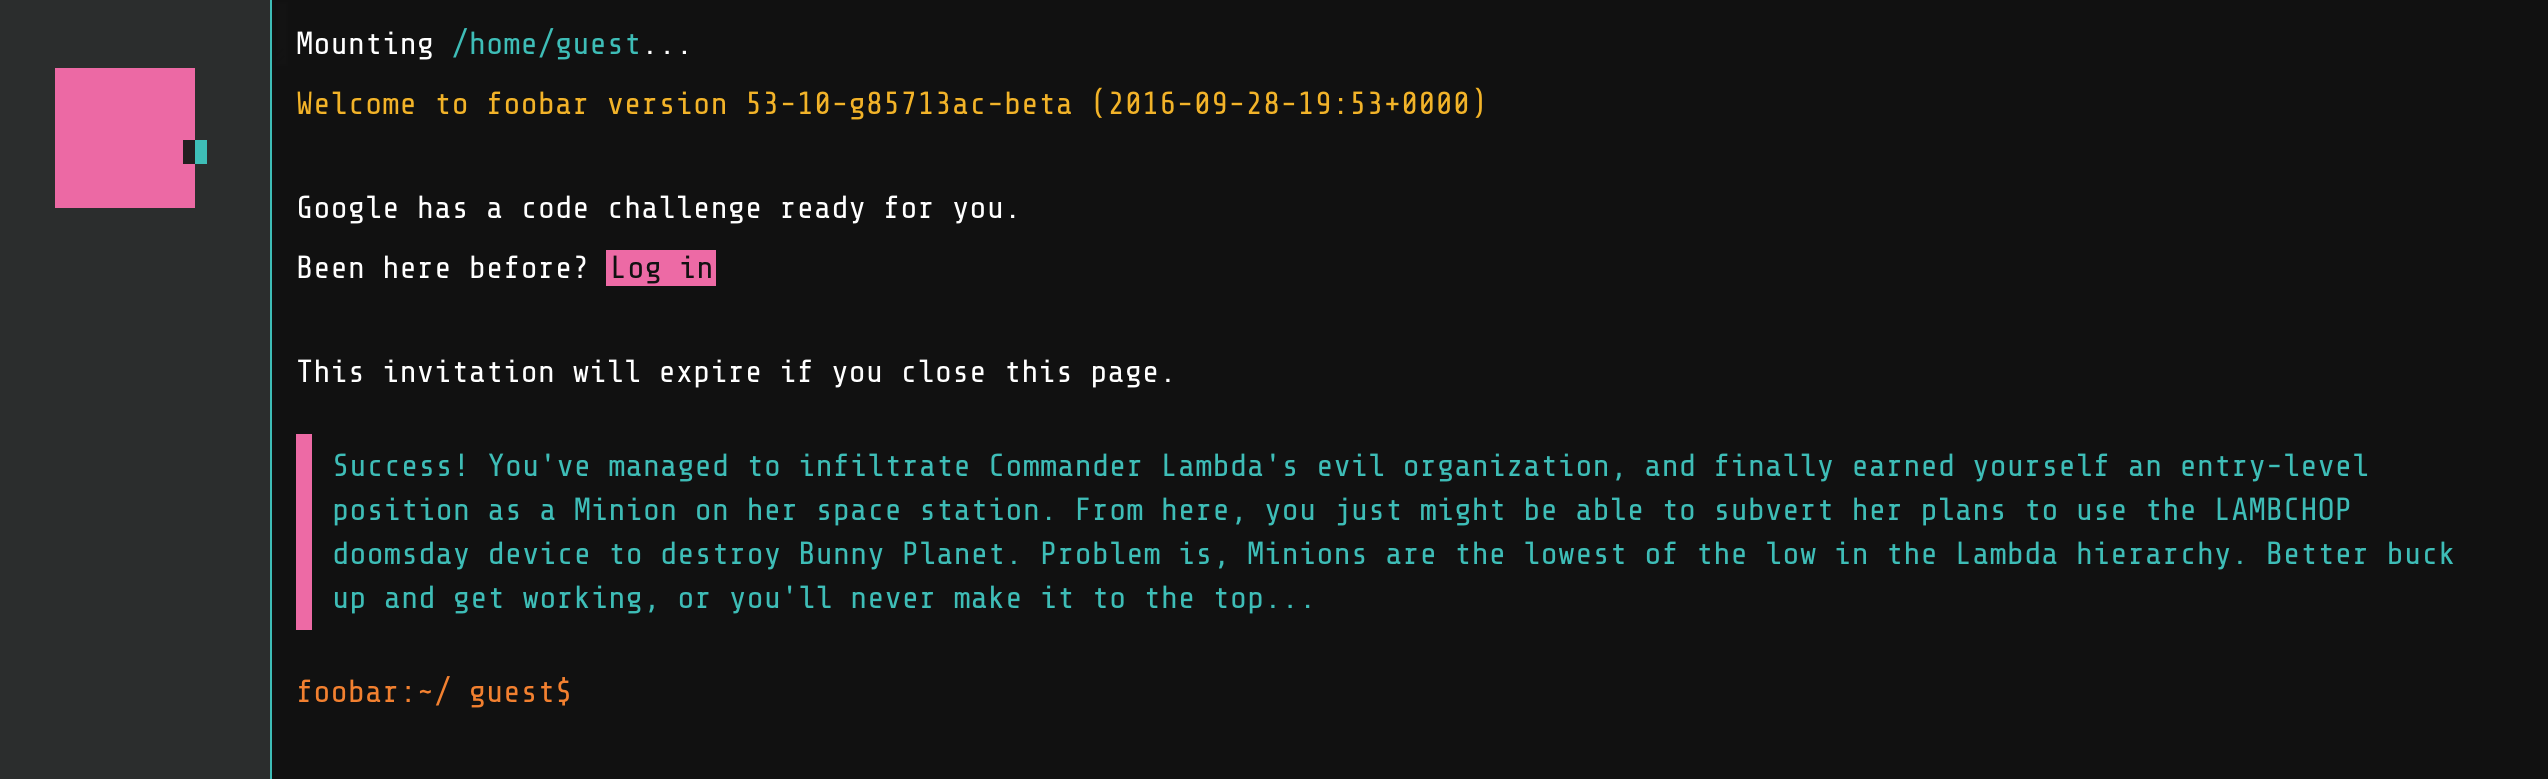 Mounting /home/guest...
Welcome to foobar version 53-10-g85713ac-beta (2016-09-28-19:53+0000)
Google has a code challenge ready for you.
Been here before? Log in
This invitation will expire if you close this page.
Success! You've managed to infiltrate Commander Lambda's evil organization, and finally earned yourself an entry-level
position as a Minion on her space station. From here, you just might be able to subvert her plans to use the LAMBCHOP
doomsday device to destroy Bunny Planet. Problem is, Minions are the lowest of the low in the Lambda hierarchy. Better buck
up and get working, or you'll never make it to the top...
foobar:~/ guest$